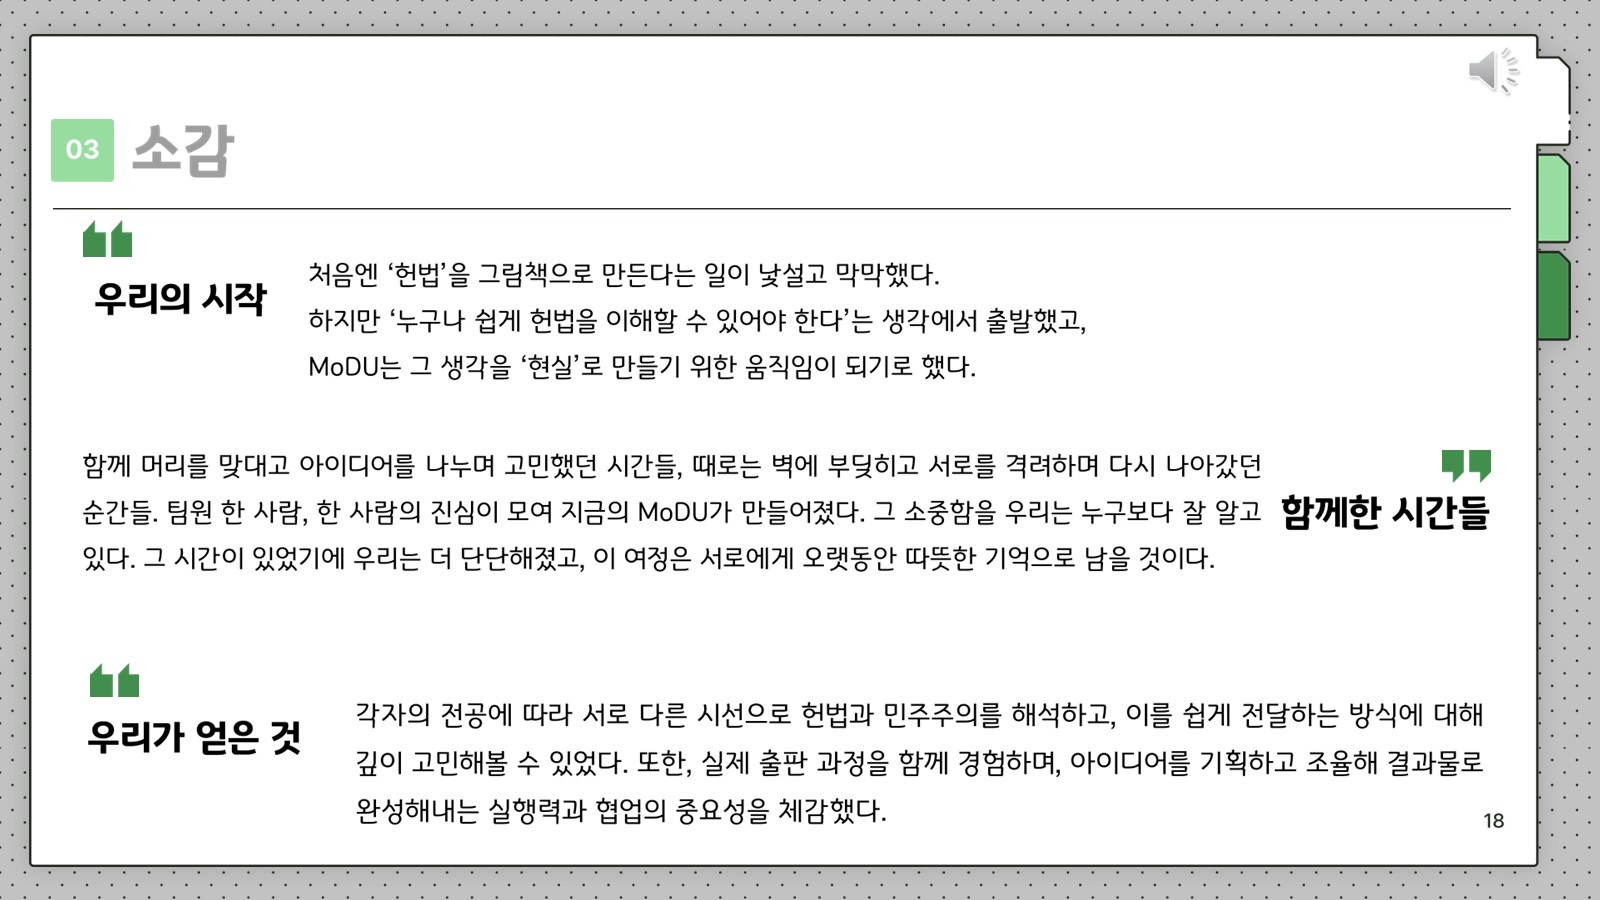 03 소감
우리의 시작
처음엔 ‘헌법’을 그림책으로 만든다는 일이 낯설고 막막했다.
하지만 ‘누구나 쉽게 헌법을 이해할 수 있어야 한다’는 생각에서 출발했고,
MoDU는 그 생각을 ‘현실’로 만들기 위한 움직임이 되기로 했다.
함께 머리를 맞대고 아이디어를 나누며 고민했던 시간들, 때로는 벽에 부딪히고 서로를 격려하며 다시 나아갔던
순간들. 팀원 한 사람, 한 사람의 진심이 모여 지금의 MoDU가 만들어졌다. 그 소중함을 우리는 누구보다 잘 알고
있다. 그 시간이 있었기에 우리는 더 단단해졌고, 이 여정은 서로에게 오랫동안 따뜻한 기억으로 남을 것이다.
함께한 시간들
우리가 얻은 것
각자의 전공에 따라 서로 다른 시선으로 헌법과 민주주의를 해석하고, 이를 쉽게 전달하는 방식에 대해
깊이 고민해볼 수 있었다. 또한, 실제 출판 과정을 함께 경험하며, 아이디어를 기획하고 조율해 결과물로
완성해내는 실행력과 협업의 중요성을 체감했다.
18